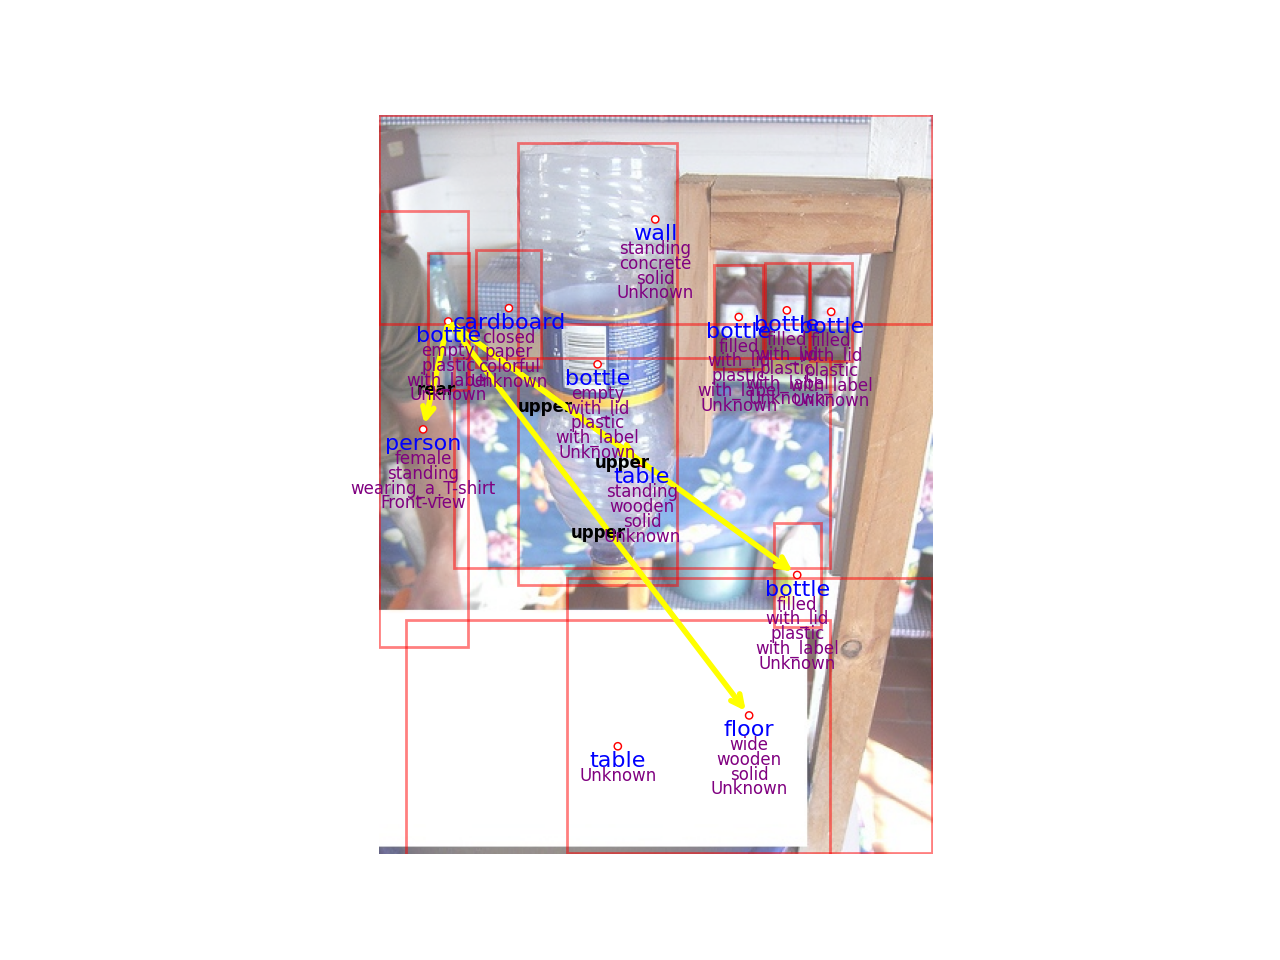 wall
standing
concrete
solid
Unknown
cardboard
closed
paper
colorful
Unknown
bottle
empty
plastic
with_label
Unknown
bottle
filled
with_lid
plastic
with_label
Unknown
bottle
filled
with_lid
plastic
with_label
Unknown
bottle
filled
with_lid
plastic
with_label
Unknown
bottle
empty
with_lid
plastic
with_label
Unknown
rear
upper
upper
upper
person
female
standing
wearing_a_T-shirt
Front-view
table
standing
wooden
solid
Unknown
bottle
filled
with_lid
plastic
with_label
Unknown
floor
wide
wooden
solid
Unknown
table
Unknown